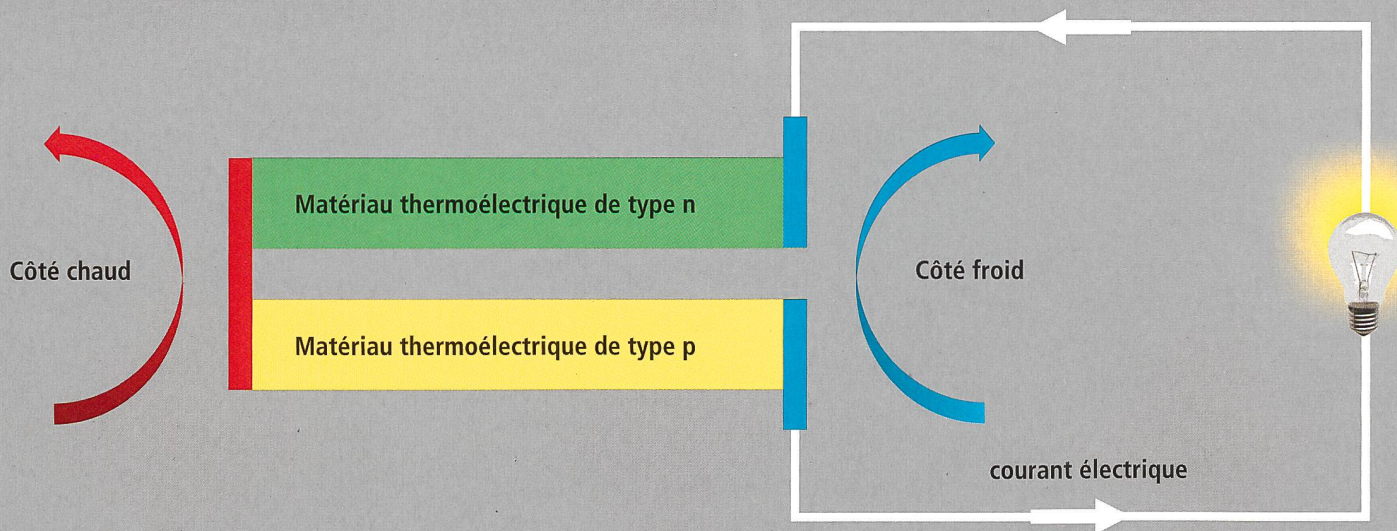 Matériau thermoélectrique de type n
Côté chaud
Côté froid
Matériau thermoélectrique de type p
courant électrique